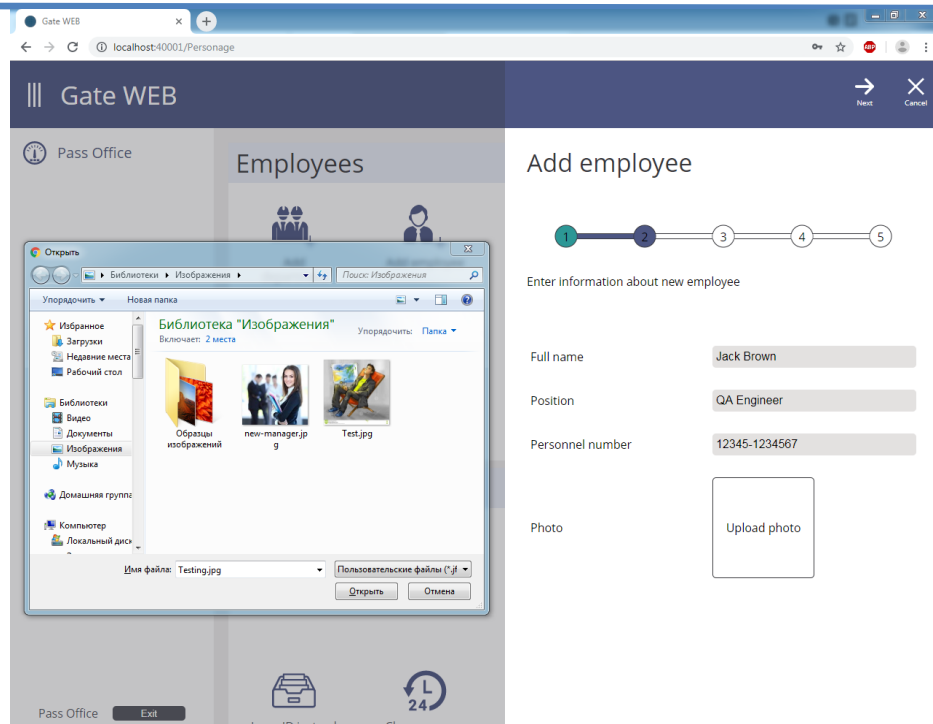 Gate WEB
localhost:40001/Personage
ABP
Gate WEB
Next
Cancel
Pass Office
Employees
Add employee
1
2
3
4
5
Enter information about new employee
Full name
Jack Brown
Position
QA Engineer
Personnel number
12345-1234567
Photo
Upload photo
Открыть
Библиотеки
Изображения
Поиск: Изображения
Упорядочить
Новая папка
Избранное
Загрузки
Недавние места
Рабочий стол
Библиотеки
Видео
Документы
Изображения
Музыка
Домашняя группа
Компьютер
Локальный диск
Библиотека "Изображения"
Включает: 2 места
Упорядочить: Папка
Образцы
изображений
new-manager.jp
g
Test.jpg
Имя файла:
Testing.jpg
Пользовательские файлы (*.jf
Открыть
Отмена
24
Pass Office
Exit